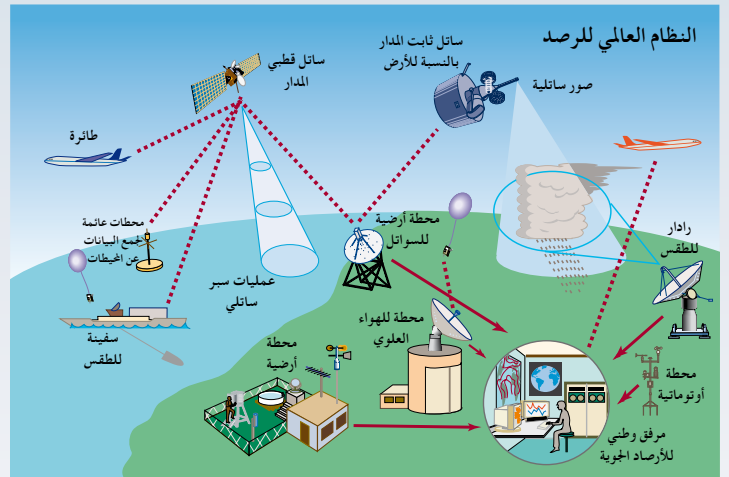 النظام العالمي للرصد
ساتل ثابت المدار
بالنسبة للأرض
ساتل قطبي
المدار
صور ساتلية
طائرة
محطات عائمة
لجمع البيانات
عن المحيطات
محطة أرضية
للسواتل
رادار
للطقس
عمليات سبر
ساتلي
سفينة
للطقس
محطة للهواء
العلوي
محطة
أرضية
محطة
أوتوماتية
مرفق وطني
للأرصاد الجوية